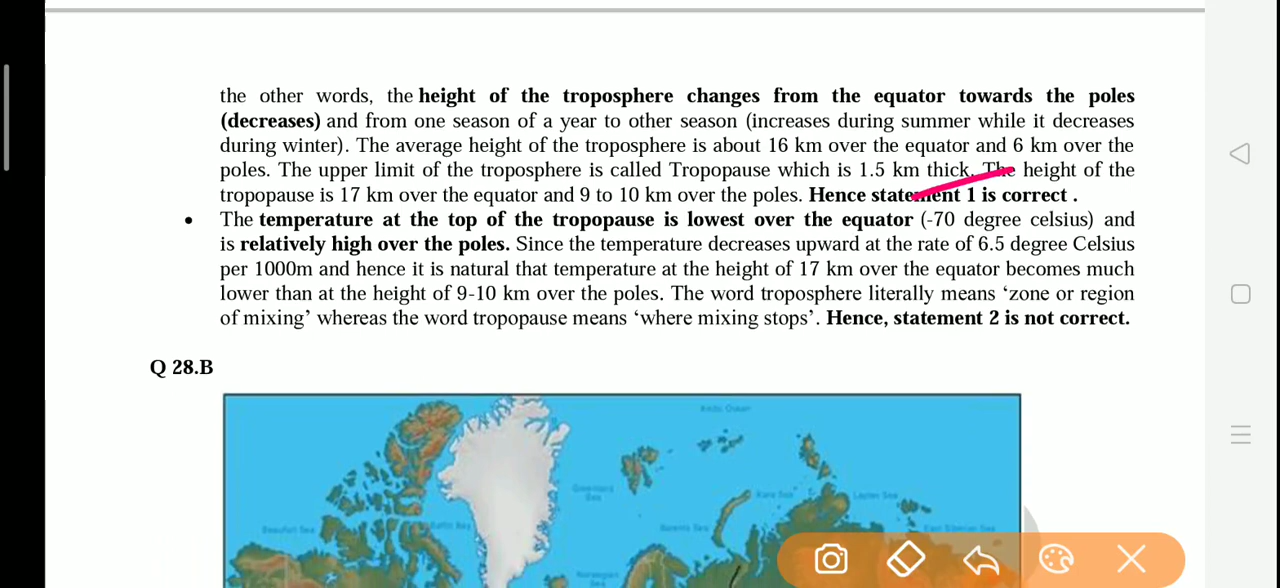 the other words, the height of the troposphere changes from the equator towards the poles
(decreases) and from one season of a year to other season (increases during summer while it decreases
during winter). The average height of the troposphere is about 16 km over the equator and 6 km over the
poles. The upper limit of the troposphere is called Tropopause which is 1.5 km thick. The height of the
tropopause is 17 km over the equator and 9 to 10 km over the poles. Hence statement 1 is correct .
• The temperature at the top of the tropopause is lowest over the equator (-70 degree celsius) and
is relatively high over the poles. Since the temperature decreases upward at the rate of 6.5 degree Celsius
per 1000m and hence it is natural that temperature at the height of 17 km over the equator becomes much
lower than at the height of 9-10 km over the poles. The word troposphere literally means ‘zone or region
of mixing’ whereas the word tropopause means ‘where mixing stops’. Hence, statement 2 is not correct.
Q 28.B
Arctic Ocean
Greenland
Sea
Kara Sea
Laptev Sea
Beaufort Sea
Baffin Bay
Barents Sea
East Siberian Sea
Norwegian
Sea